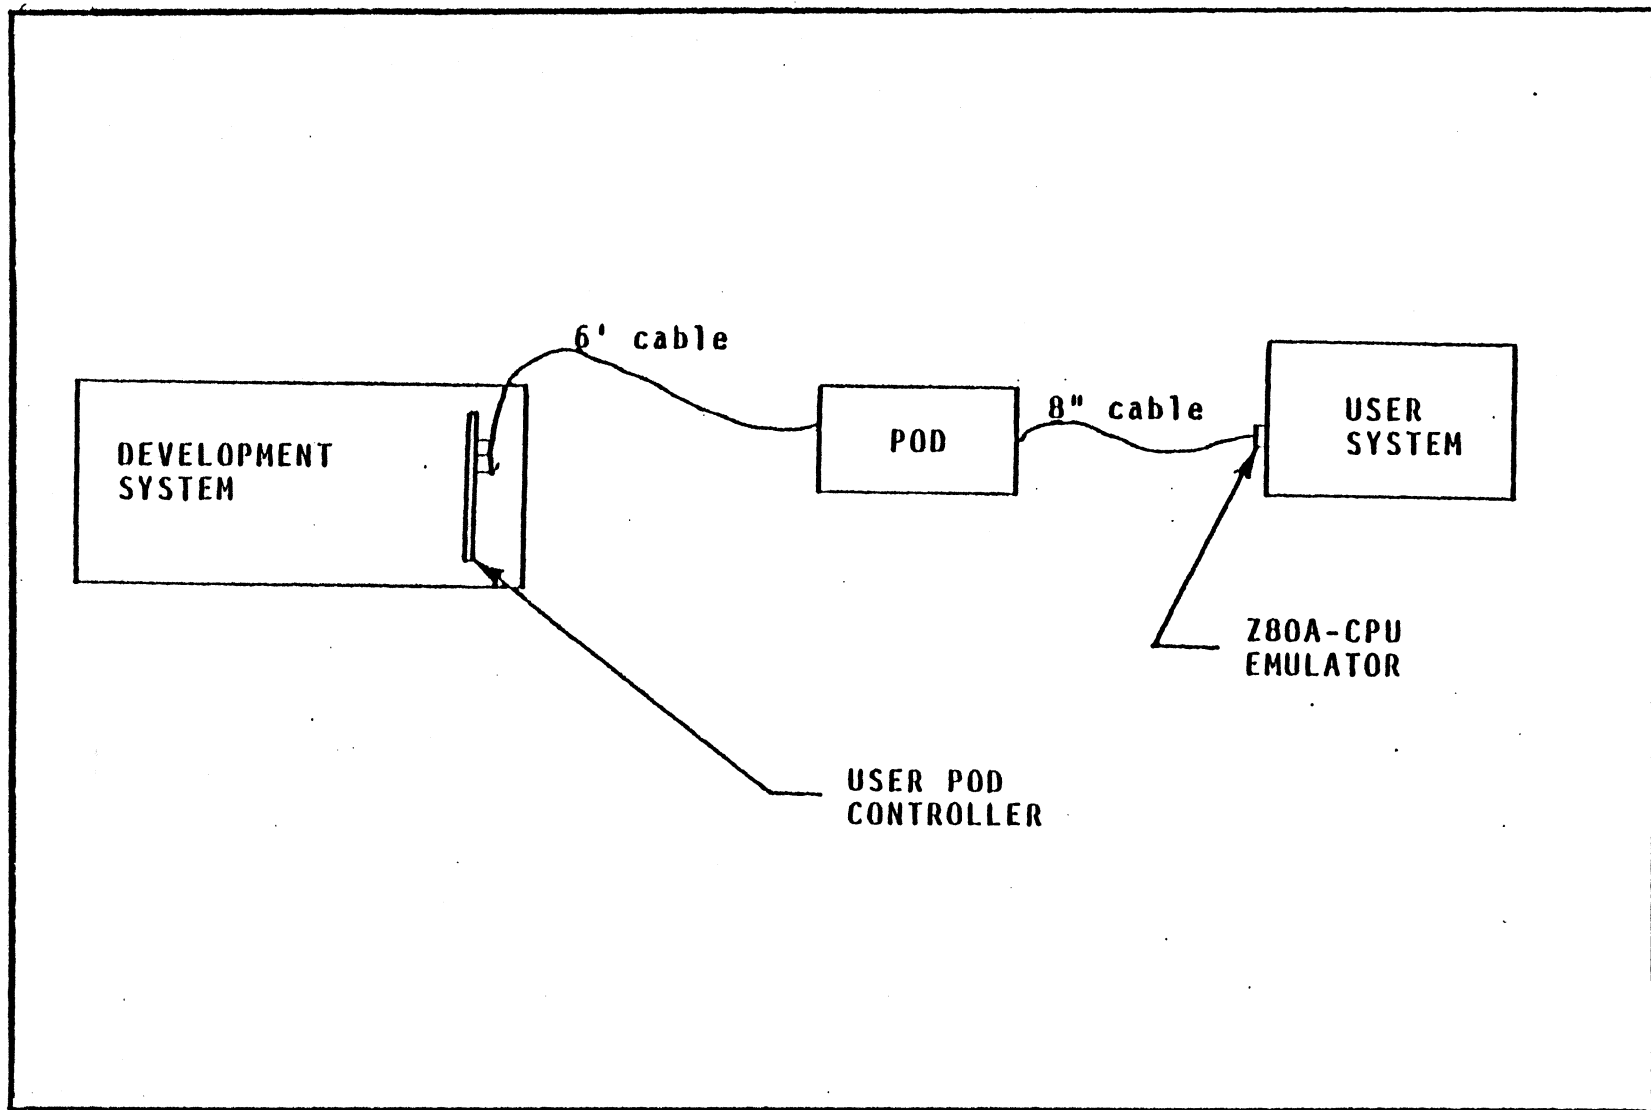 6' cable
8" cable
USER
SYSTEM
POD
DEVELOPMENT
SYSTEM
Z80A-CPU
EMULATOR
USER POD
CONTROLLER